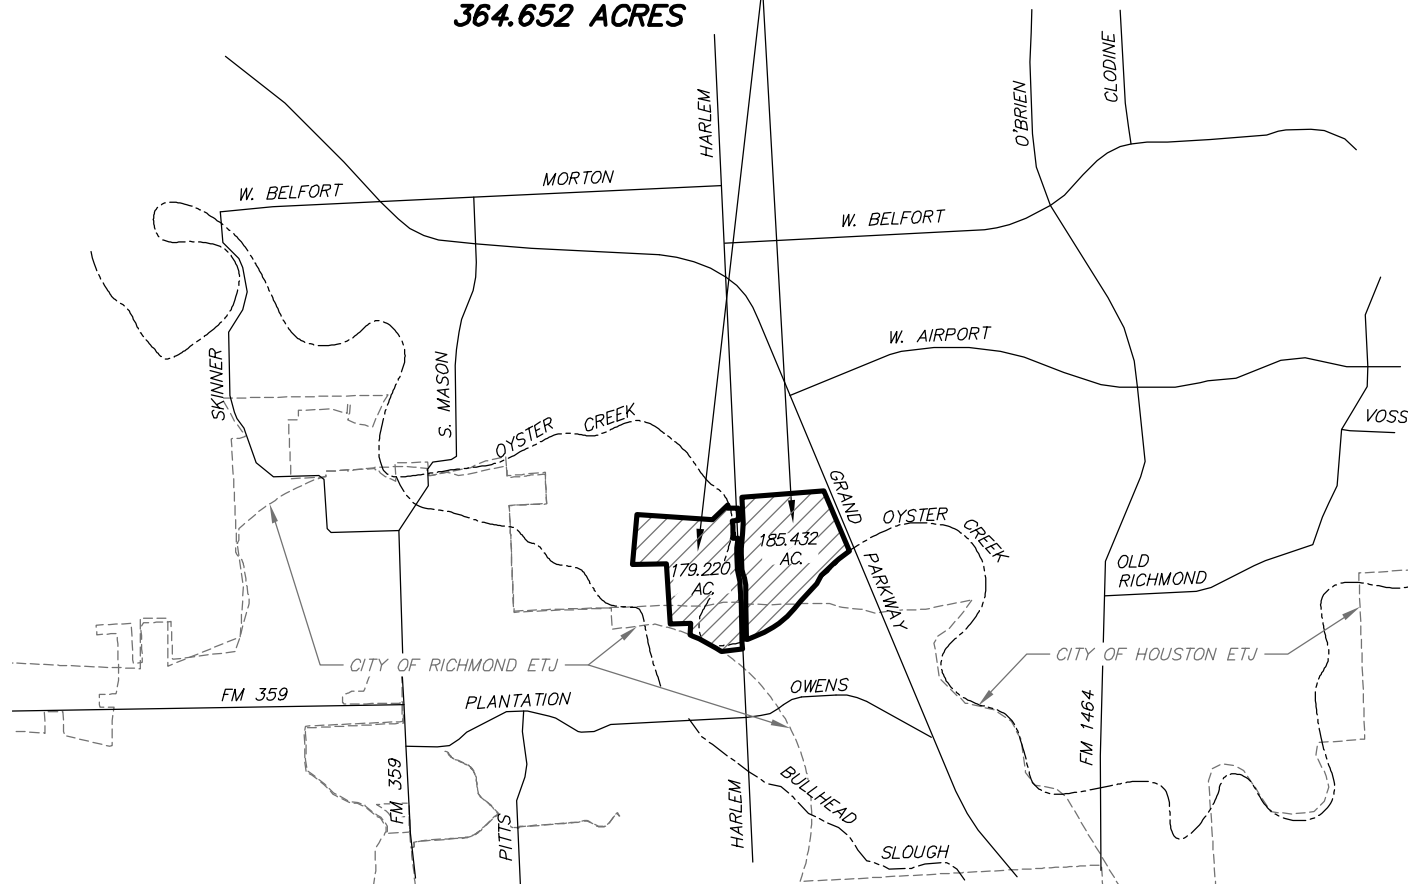 364.652 ACRES
HARLEM
O'BRIEN
CLODINE
MORTON
W. BELFORT
W. BELFORT
W. AIRPORT
SKINNER
S. MASON
VOSS
OYSTER CREEK
GRAND PARKWAY
185.432
AC.
OYSTER CREEK
179.220
AC.
OLD
RICHMOND
CITY OF RICHMOND ETJ
CITY OF HOUSTON ETJ
FM 359
PLANTATION
OWENS
FM 1464
FM 359
PITTS
HARLEM
BULLHEAD
SLOUGH